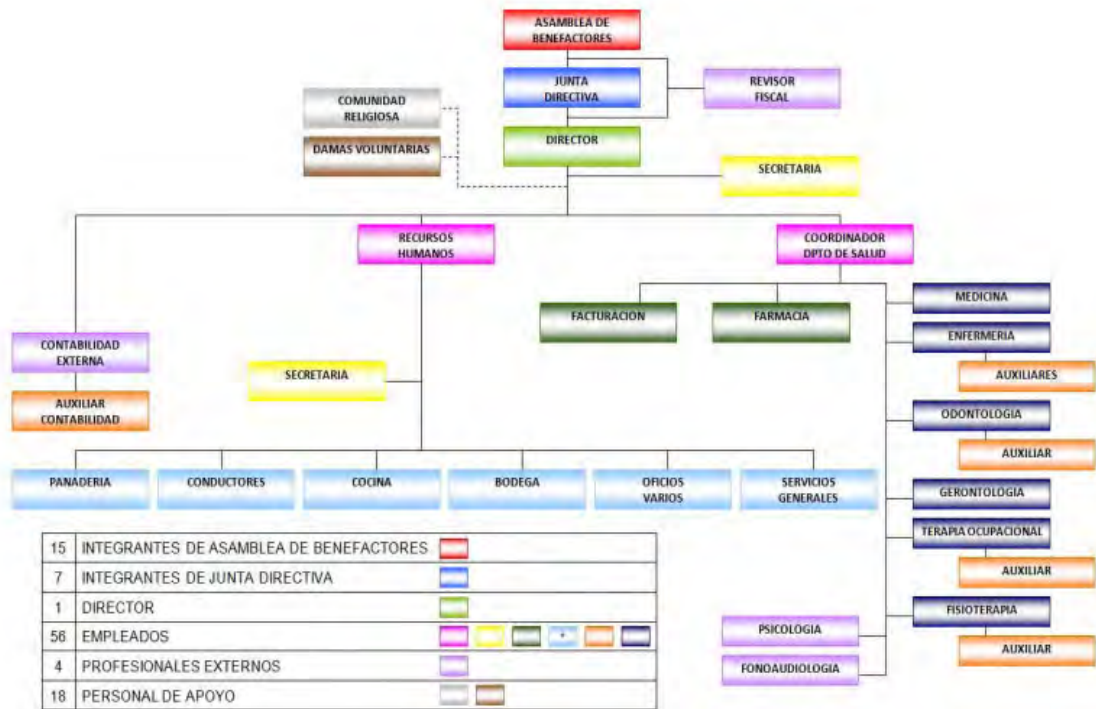 ASAMBLEA DE
BENEFACTORES
JUNTA
DIRECTIVA
REVISOR
FISCAL
COMUNIDAD
RELIGIOSA
DAMAS VOLUNTARIAS
DIRECTOR
SECRETARIA
RECURSOS
HUMANOS
COORDINADOR
DPTO DE SALUD
MEDICINA
FACTURACION
FARMACIA
ENFERMERIA
CONTABILIDAD
EXTERNA
SECRETARIA
AUXILIARES
AUXILIAR
CONTABILIDAD
ODONTOLOGIA
AUXILIAR
PANADERIA
CONDUCTORES
COCINA
BODEGA
OFICIOS
VARIOS
SERVICIOS
GENERALES
GERONTOLOGIA
TERAPIA OCUPACIONAL
AUXILIAR
FISIOTERAPIA
PSICOLOGIA
AUXILIAR
FONOAUDIOLOGIA
15 INTEGRANTES DE ASAMBLEA DE BENEFACTORES
7 INTEGRANTES DE JUNTA DIRECTIVA
1 DIRECTOR
56 EMPLEADOS
4 PROFESIONALES EXTERNOS
18 PERSONAL DE APOYO